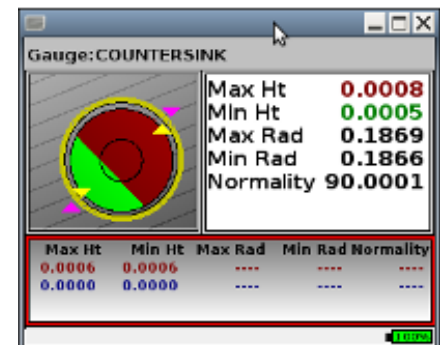 Gauge:COUNTERSINK
Max Ht 0.0008
Min Ht 0.0005
Max Rad 0.1869
Min Rad 0.1866
Normality 90.0001
Max Ht Min Ht Max Rad Min Rad Normality
0.0006 0.0006 ---- ---- ----
0.0000 0.0000 ---- ---- ----
100%